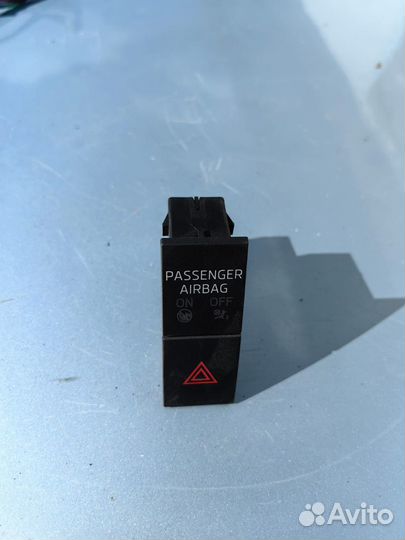 PASSENGER
AIRBAG
ON OFF
Avito